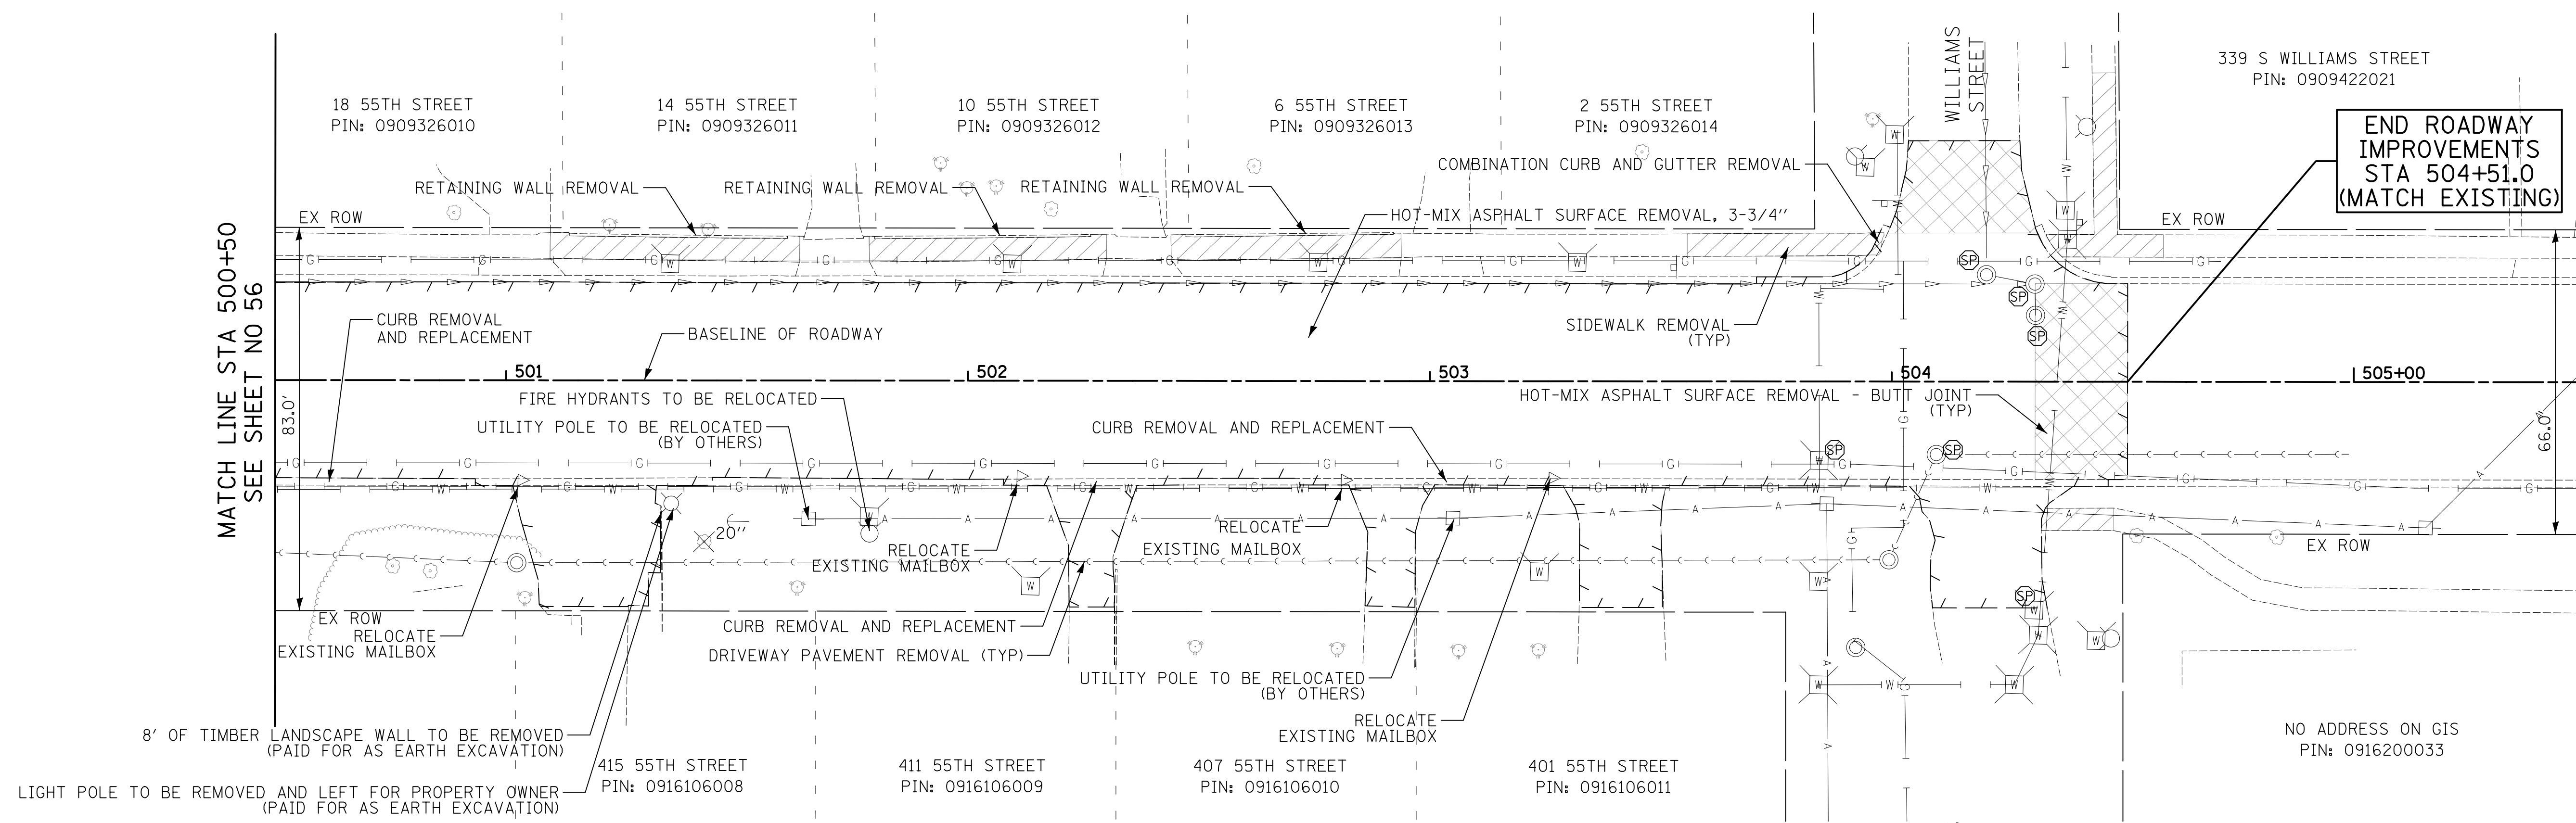 WILLIAMS
STREET
339 S WILLIAMS STREET
PIN: 0909422021
18 55TH STREET
PIN: 0909326010
14 55TH STREET
PIN: 0909326011
10 55TH STREET
PIN: 0909326012
6 55TH STREET
PIN: 0909326013
2 55TH STREET
PIN: 0909326014
END ROADWAY
IMPROVEMENTS
STA 504+51.0
(MATCH EXISTING)
COMBINATION CURB AND GUTTER REMOVAL
RETAINING WALL REMOVAL
RETAINING WALL REMOVAL
RETAINING WALL REMOVAL
HOT-MIX ASPHALT SURFACE REMOVAL, 3-3/4"
EX ROW
EX ROW
MATCH LINE STA 500+50
SEE SHEET NO 56
CURB REMOVAL
AND REPLACEMENT
BASELINE OF ROADWAY
SIDEWALK REMOVAL
(TYP)
SP
SP
SP
501
502
503
504
505+00
83.0'
66.0'
FIRE HYDRANTS TO BE RELOCATED
HOT-MIX ASPHALT SURFACE REMOVAL - BUTT JOINT
(TYP)
UTILITY POLE TO BE RELOCATED
(BY OTHERS)
CURB REMOVAL AND REPLACEMENT
SP
SP
20"
RELOCATE
EXISTING MAILBOX
RELOCATE
EXISTING MAILBOX
EX ROW
SP
EX ROW
RELOCATE
EXISTING MAILBOX
CURB REMOVAL AND REPLACEMENT
DRIVEWAY PAVEMENT REMOVAL (TYP)
UTILITY POLE TO BE RELOCATED
(BY OTHERS)
RELOCATE
EXISTING MAILBOX
8' OF TIMBER LANDSCAPE WALL TO BE REMOVED
(PAID FOR AS EARTH EXCAVATION)
LIGHT POLE TO BE REMOVED AND LEFT FOR PROPERTY OWNER
(PAID FOR AS EARTH EXCAVATION)
415 55TH STREET
PIN: 0916106008
411 55TH STREET
PIN: 0916106009
407 55TH STREET
PIN: 0916106010
401 55TH STREET
PIN: 0916106011
NO ADDRESS ON GIS
PIN: 0916200033